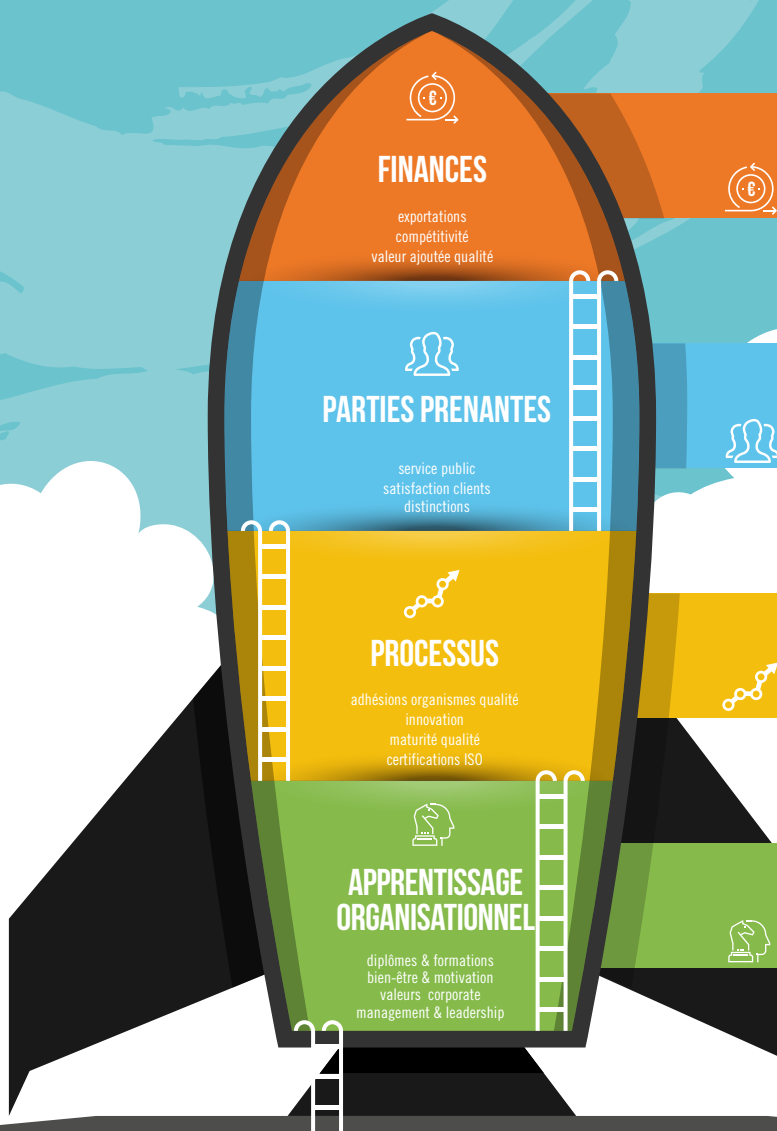 €
FINANCES
€
exportations
compétitivité
valeur ajoutée qualité
PARTIES PRENANTES
service public
satisfaction clients
distinctions
PROCESSUS
adhésions organismes qualité
innovation
maturité qualité
certifications ISO
APPRENTISSAGE
ORGANISATIONNEL
diplômes & formations
bien-être & motivation
valeurs corporate
management & leadership